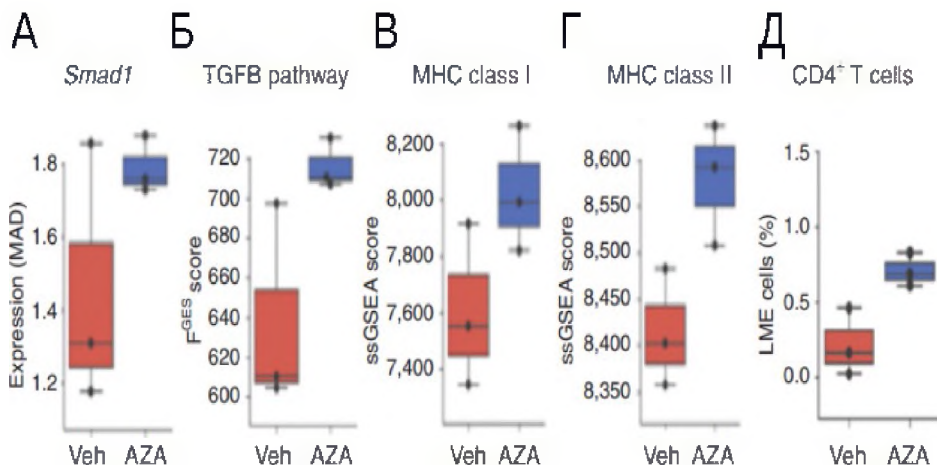 А Б В Г Д
Smad1 TGFB pathway MHC class I MHC class II CD4+ T cells
Expression (MAD)
1.8
1.6
1.4
1.2
Veh AZA
FGES score
720
700
680
660
640
620
600
Veh AZA
ssGSEA score
8,200
8,000
7,800
7,600
7,400
Veh AZA
ssGSEA score
8,600
8,550
8,500
8,450
8,400
8,350
Veh AZA
LME cells (%)
1.5
1.0
0.5
0.0
Veh AZA